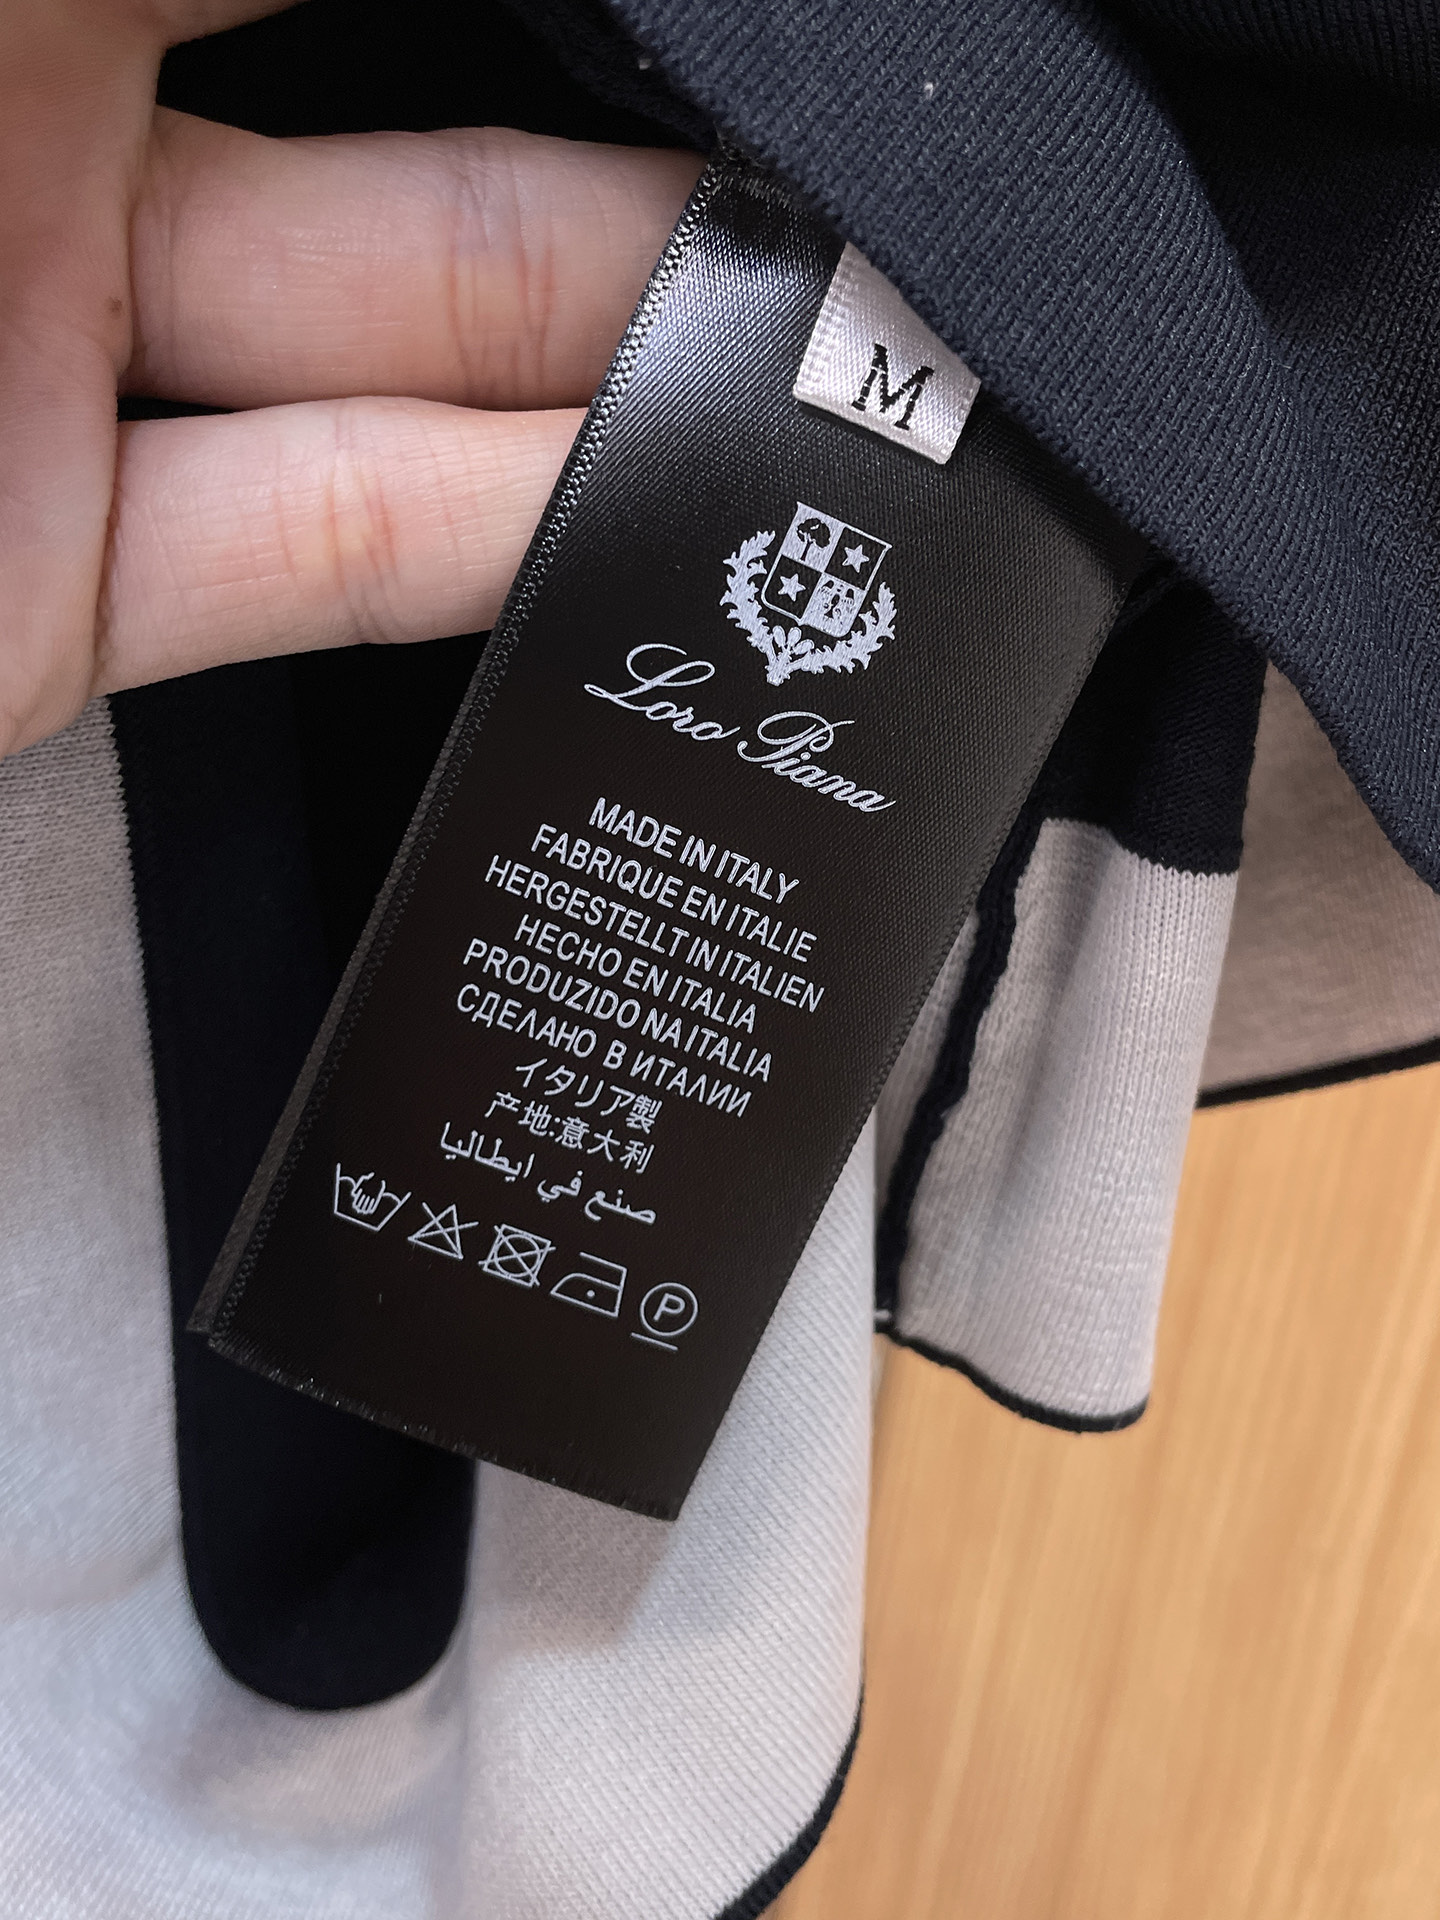 M
Loro Piana
MADE IN ITALY
FABRIQUE EN ITALIE
HERGESTELLT IN ITALIEN
HECHO EN ITALIA
PRODUZIDO NA ITALIA
СДЕЛАНО В ИТАЛИИ
イタリア製
产地:意大利
صنع في ايطاليا
P